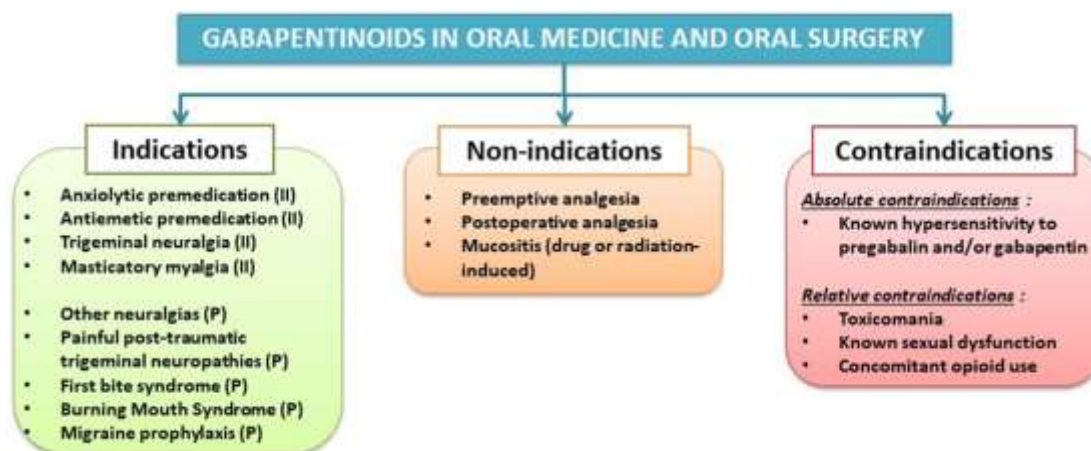 GABAPENTINOIDS IN ORAL MEDICINE AND ORAL SURGERY
Indications
• Anxiolytic premedication (II)
• Antiemetic premedication (II)
• Trigeminal neuralgia (II)
• Masticatory myalgia (II)
• Other neuralgias (P)
• Painful post-traumatic
trigeminal neuropathies (P)
• First bite syndrome (P)
• Burning Mouth Syndrome (P)
• Migraine prophylaxis (P)
Non-indications
• Preemptive analgesia
• Postoperative analgesia
• Mucositis (drug or radiation-
induced)
Contraindications
Absolute contraindications :
• Known hypersensitivity to
pregabalin and/or gabapentin
Relative contraindications :
• Toxicomania
• Known sexual dysfunction
• Concomitant opioid use